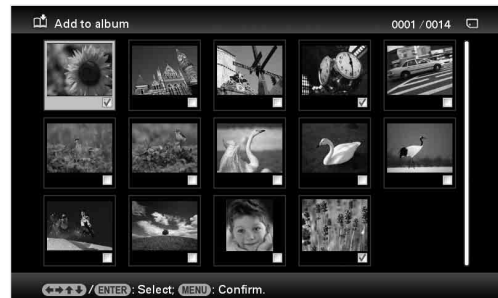 Add to album 0001/0014
/ENTER: Select; MENU: Confirm.